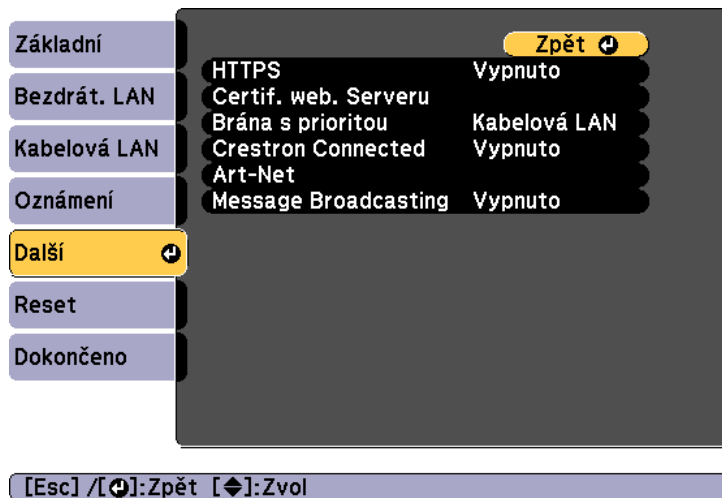 Základní
Bezdrát. LAN
Kabelová LAN
Oznámení
Další
Reset
Dokončeno
Zpět
HTTPS Vypnuto
Certif. web. Serveru
Brána s prioritou Kabelová LAN
Crestron Connected Vypnuto
Art-Net
Message Broadcasting Vypnuto
[Esc] /[⏎]:Zpět [◆]:Zvol